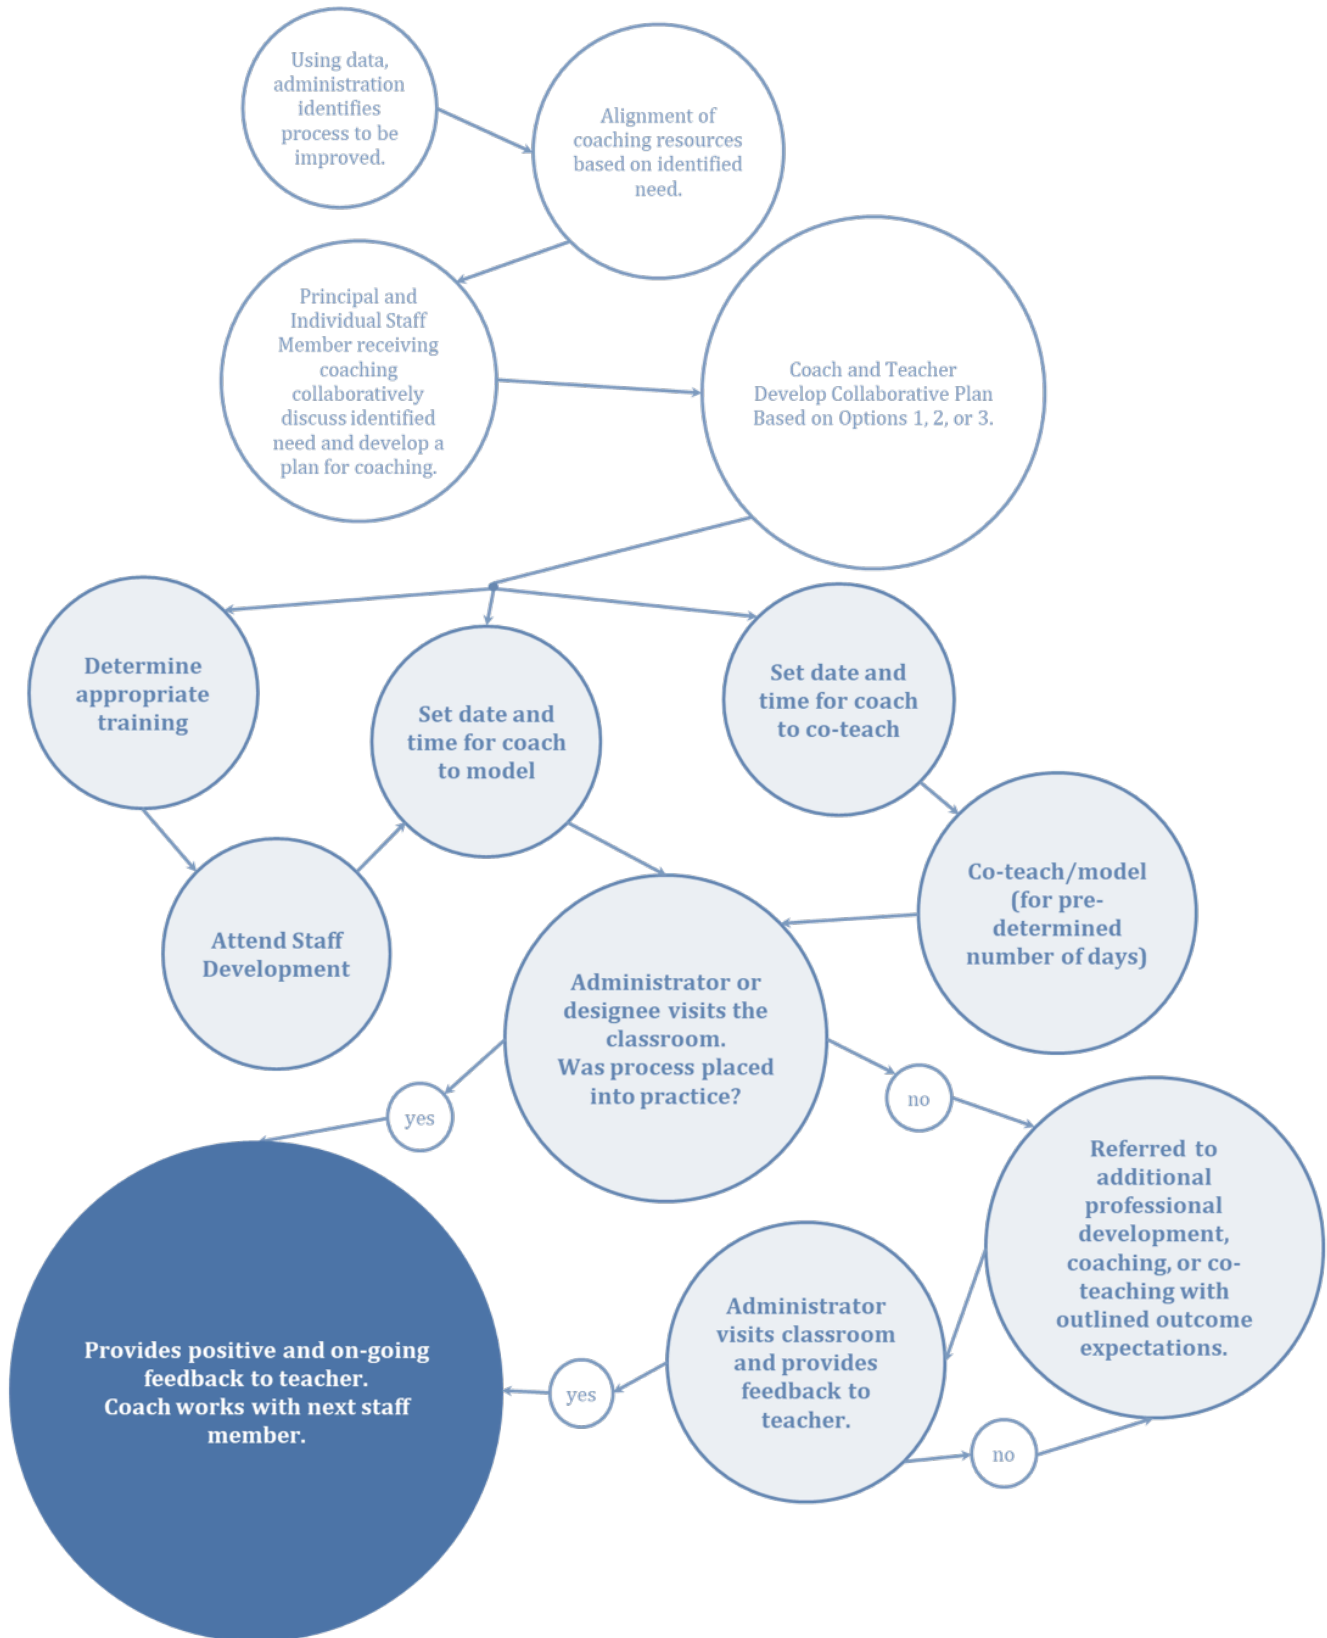 Using data,
administration
identifies
process to be
improved.
Alignment of
coaching resources
based on identified
need.
Principal and
Individual Staff
Member receiving
coaching
collaboratively
discuss identified
need and develop a
plan for coaching.
Coach and Teacher
Develop Collaborative Plan
Based on Options 1, 2, or 3.
Determine
appropriate
training
Set date and
time for coach
to model
Set date and
time for coach
to co-teach
Attend Staff
Development
Co-teach/model
(for pre-
determined
number of days)
Administrator or
designee visits the
classroom.
Was process placed
into practice?
yes
no
Referred to
additional
professional
development,
coaching, or co-
teaching with
outlined outcome
expectations.
Administrator
visits classroom
and provides
feedback to
teacher.
yes
no
Provides positive and on-going
feedback to teacher.
Coach works with next staff
member.